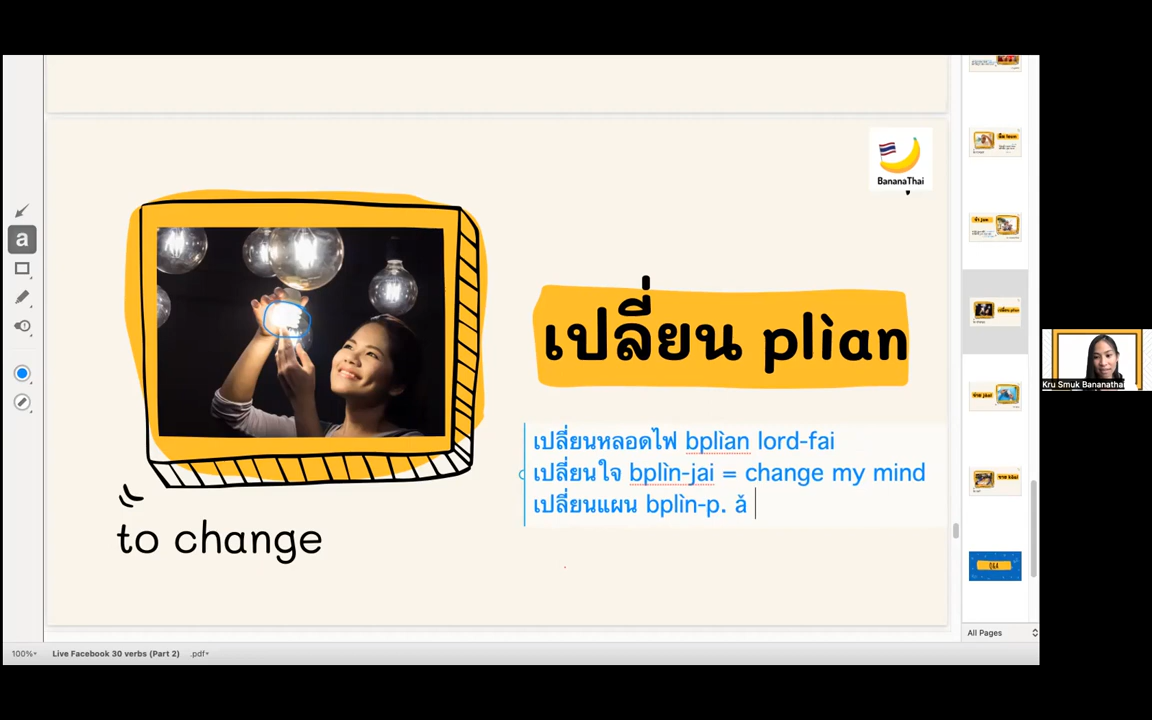 BananaThai
เปลี่ยน plìan
เปลี่ยนหลอดไฟ bplìan lord-fai
เปลี่ยนใจ bplìn-jai = change my mind
เปลี่ยนแผน bplìn-p. ǎ
to change
a
Kru Smuk Bananathai
Q&A
All Pages
100%
Live Facebook 30 verbs (Part 2) .pdf